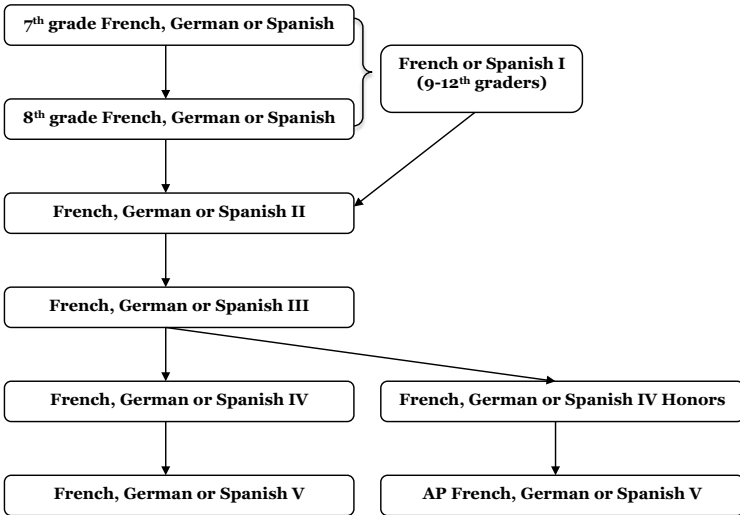 7th grade French, German or Spanish
French or Spanish I
(9-12th graders)
8th grade French, German or Spanish
French, German or Spanish II
French, German or Spanish III
French, German or Spanish IV
French, German or Spanish IV Honors
French, German or Spanish V
AP French, German or Spanish V